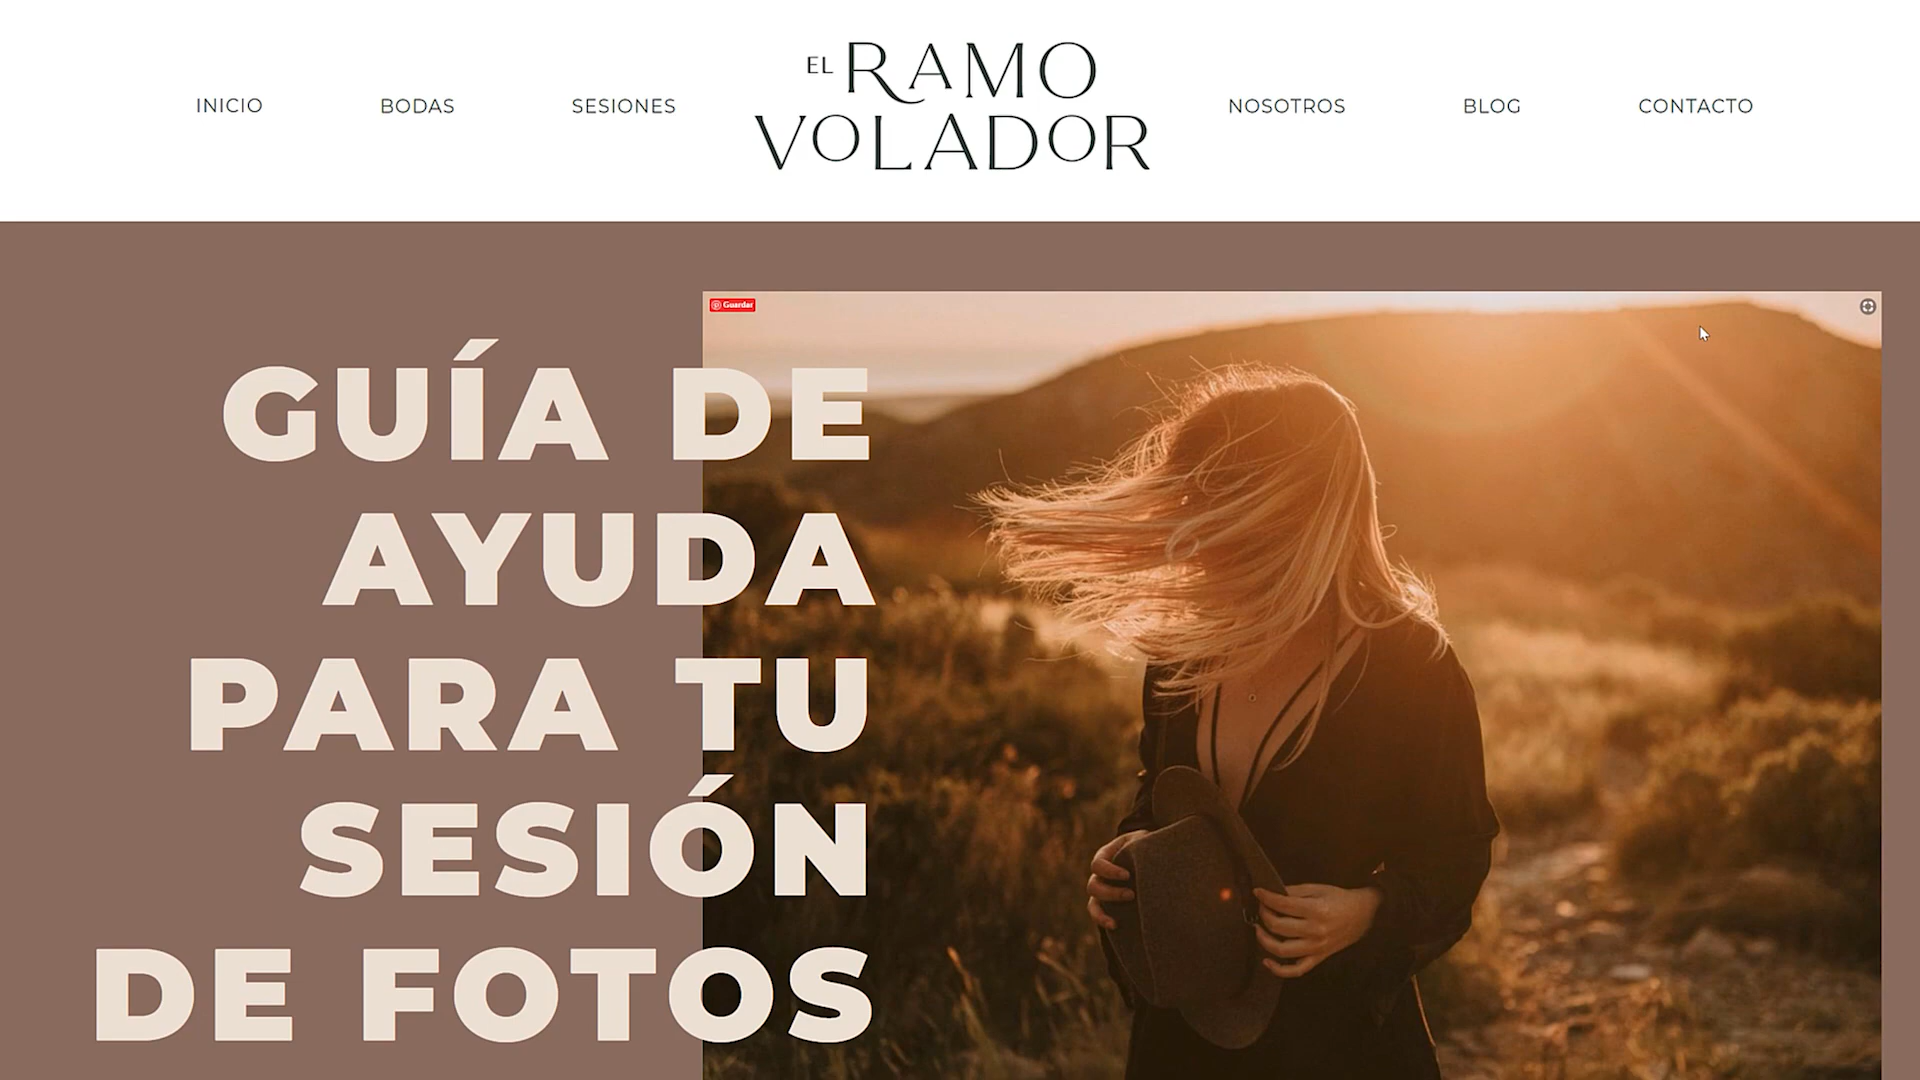 INICIO
BODAS
SESIONES
EL RAMO
VOLADOR
NOSOTROS
BLOG
CONTACTO
Guardar
GUÍA DE
AYUDA
PARA TU
SESIÓN
DE FOTOS